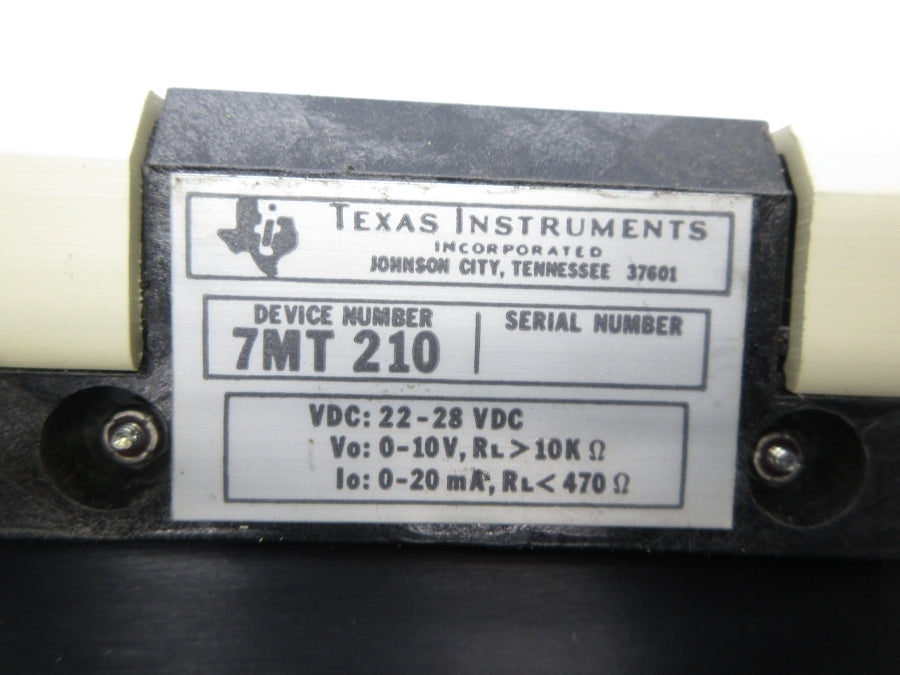 TEXAS INSTRUMENTS
INCORPORATED
JOHNSON CITY, TENNESSEE 37601
DEVICE NUMBER
7MT 210
SERIAL NUMBER
VDC: 22-28 VDC
Vo: 0-10V, RL > 10K Ω
Io: 0-20 mA, RL < 470 Ω